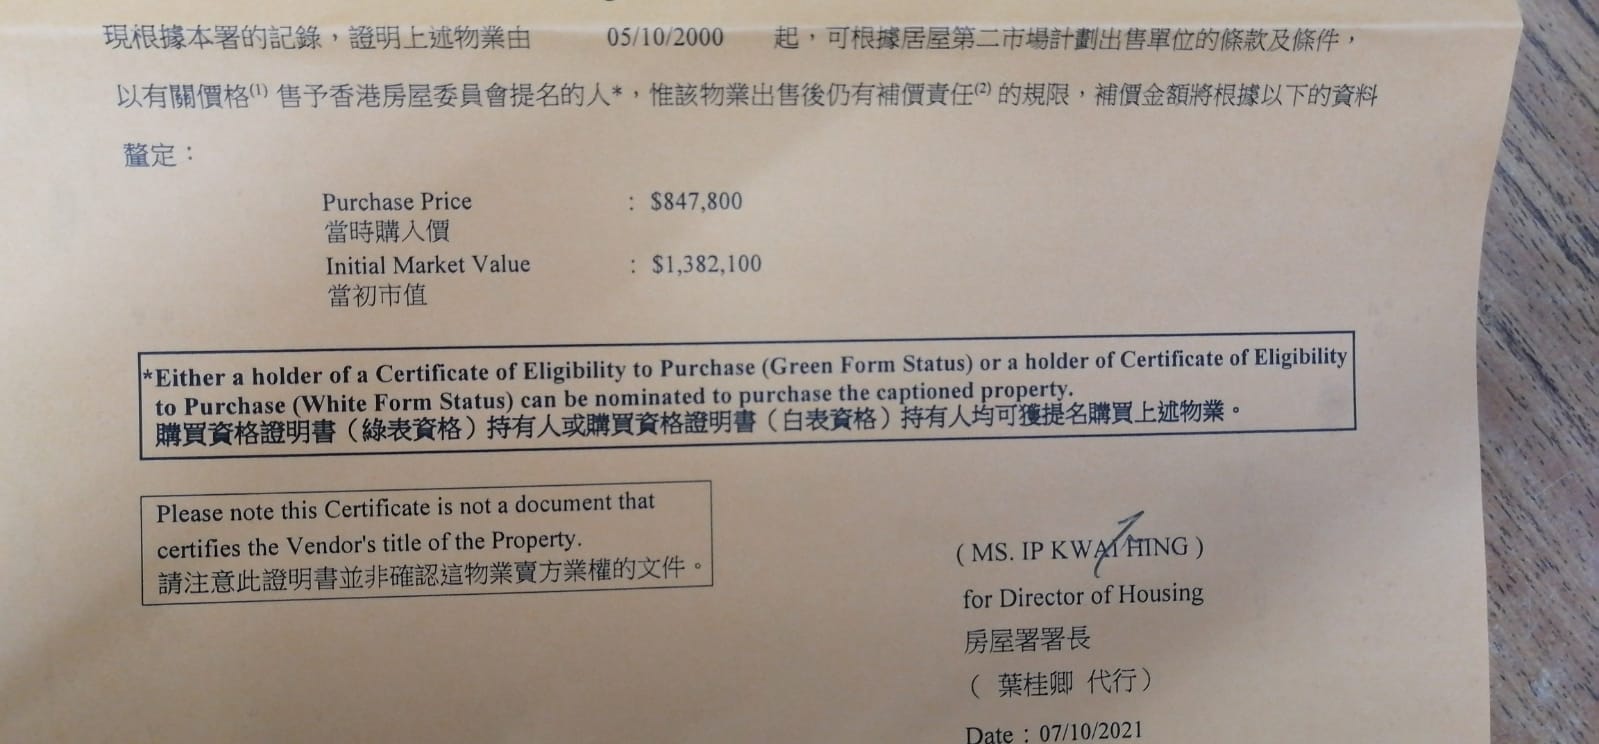 現根據本署的記錄，證明上述物業由 05/10/2000 起，可根據居屋第二市場計劃出售單位的條款及條件，
以有關價格(1) 售予香港房屋委員會提名的人*，惟該物業出售後仍有補價責任(2) 的規限，補價金額將根據以下的資料
釐定：
Purchase Price : $847,800
當時購入價
Initial Market Value : $1,382,100
當初市值
*Either a holder of a Certificate of Eligibility to Purchase (Green Form Status) or a holder of Certificate of Eligibility
to Purchase (White Form Status) can be nominated to purchase the captioned property.
購買資格證明書（綠表資格）持有人或購買資格證明書（白表資格）持有人均可獲提名購買上述物業。
Please note this Certificate is not a document that
certifies the Vendor's title of the Property.
請注意此證明書並非確認這物業賣方業權的文件。
( MS. IP KWAI HING )
for Director of Housing
房屋署署長
（ 葉桂卿 代行）
Date : 07/10/2021